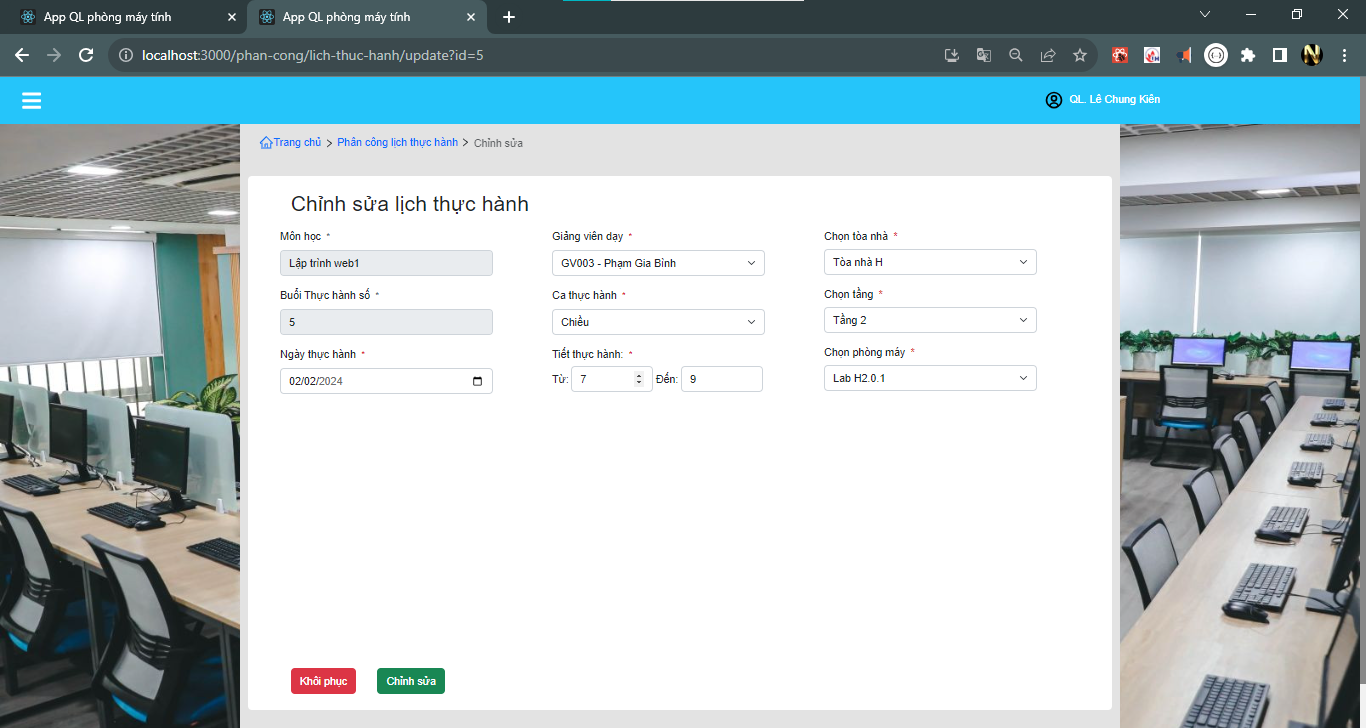 App QL phòng máy tính
App QL phòng máy tính
localhost:3000/phan-cong/lich-thuc-hanh/update?id=5
QL. Lê Chung Kiên
Trang chủ > Phân công lịch thực hành > Chỉnh sửa
Chỉnh sửa lịch thực hành
Môn học *
Giảng viên dạy *
Chọn tòa nhà *
Lập trình web1
GV003 - Phạm Gia Bình
Tòa nhà H
Buổi Thực hành số *
Ca thực hành *
Chọn tầng *
5
Chiều
Tầng 2
Ngày thực hành *
Tiết thực hành: *
Chọn phòng máy *
02/02/2024
Từ: 7 Đến: 9
Lab H2.0.1
Khôi phục
Chỉnh sửa